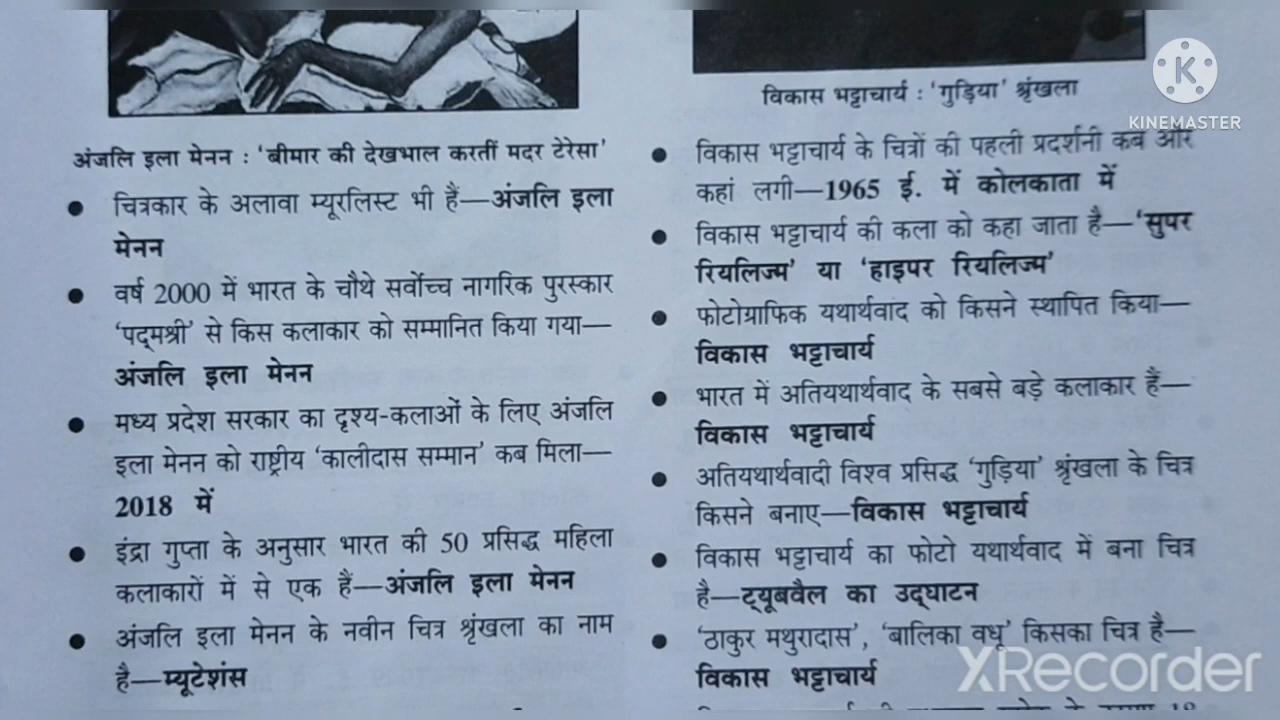 अंजलि इला मेनन : 'बीमार की देखभाल करतीं मदर टेरेसा'
● चित्रकार के अलावा म्यूरलिस्ट भी हैं—अंजलि इला
मेनन
● वर्ष 2000 में भारत के चौथे सर्वोच्च नागरिक पुरस्कार
'पद्मश्री' से किस कलाकार को सम्मानित किया गया—
अंजलि इला मेनन
● मध्य प्रदेश सरकार का दृश्य-कलाओं के लिए अंजलि
इला मेनन को राष्ट्रीय 'कालीदास सम्मान' कब मिला—
2018 में
● इंद्रा गुप्ता के अनुसार भारत की 50 प्रसिद्ध महिला
कलाकारों में से एक हैं—अंजलि इला मेनन
● अंजलि इला मेनन के नवीन चित्र श्रृंखला का नाम
है—म्यूटेशंस
विकास भट्टाचार्य : 'गुड़िया' श्रृंखला
● विकास भट्टाचार्य के चित्रों की पहली प्रदर्शनी कब और
कहां लगी—1965 ई. में कोलकाता में
● विकास भट्टाचार्य की कला को कहा जाता है—'सुपर
रियलिज्म' या 'हाइपर रियलिज्म'
● फोटोग्राफिक यथार्थवाद को किसने स्थापित किया—
विकास भट्टाचार्य
● भारत में अतियथार्थवाद के सबसे बड़े कलाकार हैं—
विकास भट्टाचार्य
● अतियथार्थवादी विश्व प्रसिद्ध 'गुड़िया' श्रृंखला के चित्र
किसने बनाए—विकास भट्टाचार्य
● विकास भट्टाचार्य का फोटो यथार्थवाद में बना चित्र
है—ट्यूबवैल का उद्घाटन
● 'ठाकुर मथुरादास', 'बालिका वधू' किसका चित्र है—
विकास भट्टाचार्य
K
KINEMASTER
XRecorder